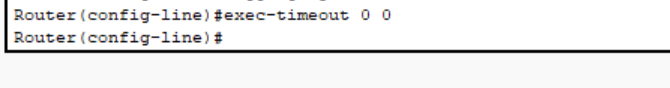 Router(config-line)#exec-timeout 0 0
Router(config-line)#